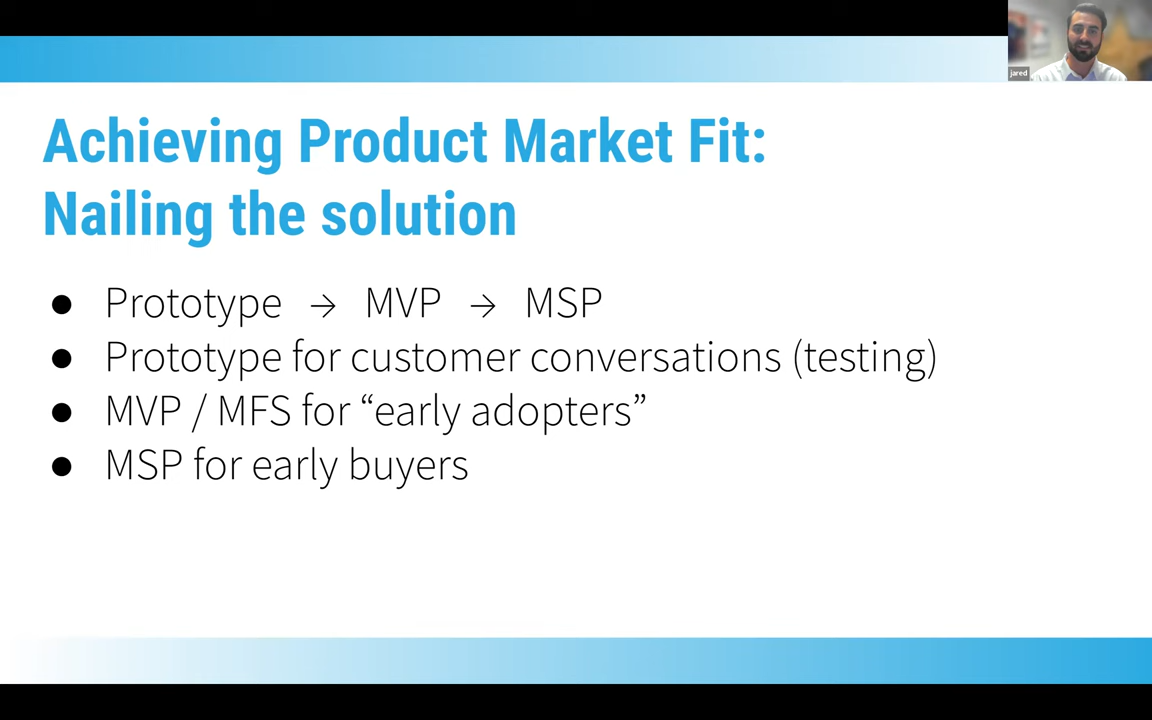 jared
Achieving Product Market Fit:
Nailing the solution
● Prototype → MVP → MSP
● Prototype for customer conversations (testing)
● MVP / MFS for “early adopters”
● MSP for early buyers